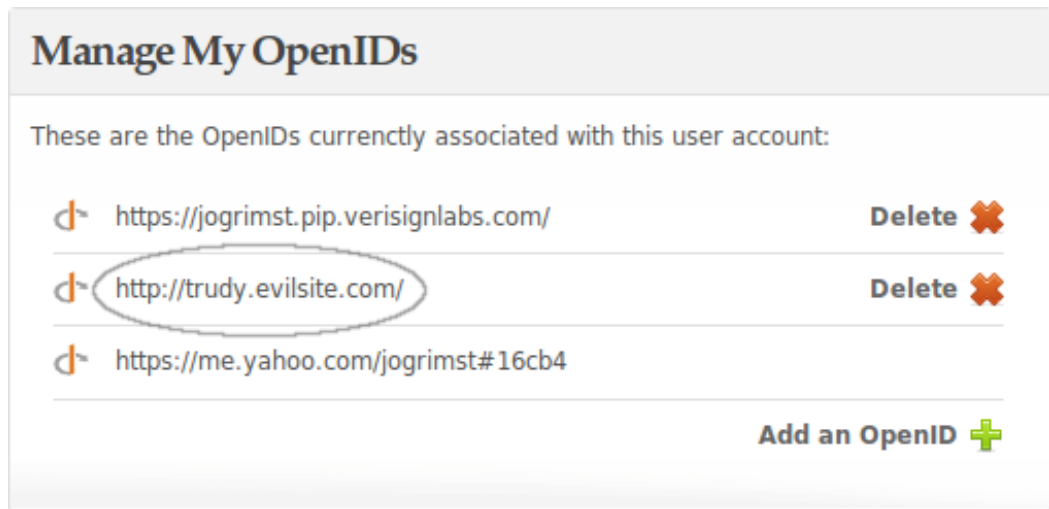 Manage My OpenIDs
These are the OpenIDs currenctly associated with this user account:
https://jogrimst.pip.verisignlabs.com/ Delete
http://trudy.evilsite.com/ Delete
https://me.yahoo.com/jogrimst#16cb4
Add an OpenID